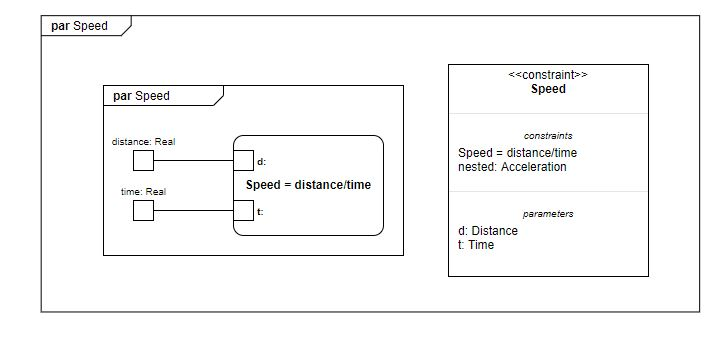 par Speed
par Speed
distance: Real
d:
Speed = distance/time
time: Real
t:
<<constraint>>
Speed
constraints
Speed = distance/time
nested: Acceleration
parameters
d: Distance
t: Time